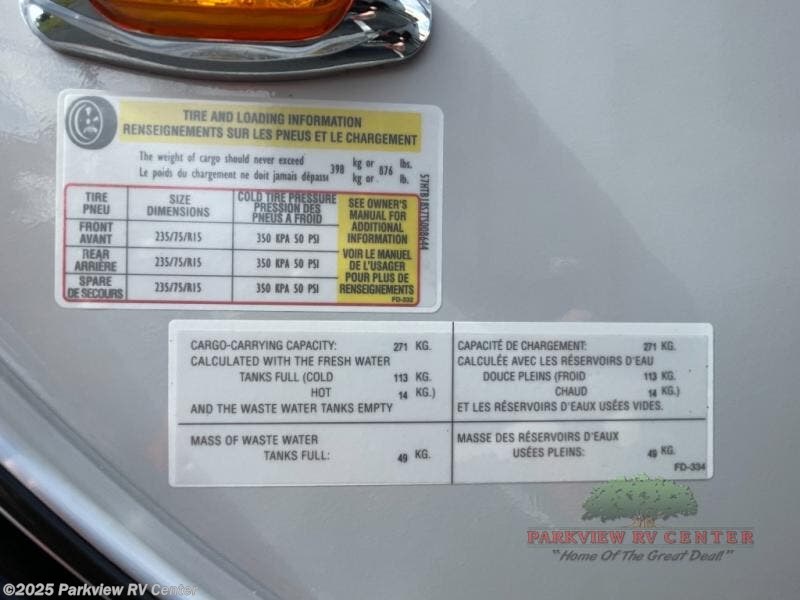 TIRE AND LOADING INFORMATION
RENSEIGNEMENTS SUR LES PNEUS ET LE CHARGEMENT
The weight of cargo should never exceed 398 kg or 876 lbs.
Le poids du chargement ne doit jamais dépassé kg or lb.
TIRE PNEU SIZE DIMENSIONS COLD TIRE PRESSURE PRESSION DES PNEUS A FROID
FRONT AVANT 235/75/R15 350 KPA 50 PSI
REAR ARRIÈRE 235/75/R15 350 KPA 50 PSI
SPARE DE SECOURS 235/75/R15 350 KPA 50 PSI
SEE OWNER'S
MANUAL FOR
ADDITIONAL
INFORMATION
VOIR LE MANUEL
DE L'USAGER
POUR PLUS DE
RENSEIGNEMENTS
FD-332
CARGO-CARRYING CAPACITY: 271 KG.
CALCULATED WITH THE FRESH WATER
TANKS FULL (COLD 113 KG.
HOT 14 KG.)
AND THE WASTE WATER TANKS EMPTY
MASS OF WASTE WATER
TANKS FULL: 49 KG.
CAPACITÉ DE CHARGEMENT: 271 KG.
CALCULÉE AVEC LES RÉSERVOIRS D'EAU
DOUCE PLEINS (FROID 113 KG.
CHAUD 14 KG.)
ET LES RÉSERVOIRS D'EAUX USÉES VIDES.
MASSE DES RÉSERVOIRS D'EAUX
USÉES PLEINS: 49 KG.
FD-334
PARKVIEW RV CENTER
"Home Of The Great Deal!"
©2025 Parkview RV Center